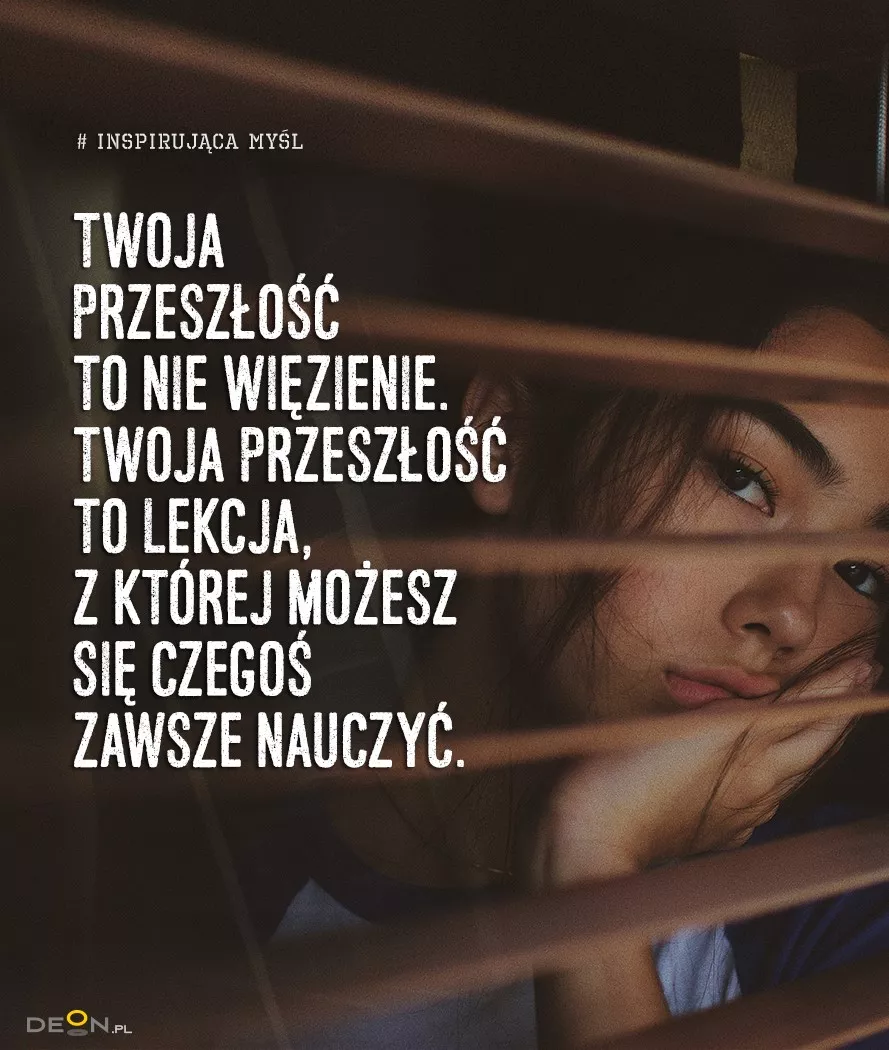 # INSPIRUJĄCA MYŚL
TWOJA
PRZESZŁOŚĆ
TO NIE WIĘZIENIE.
TWOJA PRZESZŁOŚĆ
TO LEKCJA,
Z KTÓREJ MOŻESZ
SIĘ CZEGOŚ
ZAWSZE NAUCZYĆ.
DEON.PL